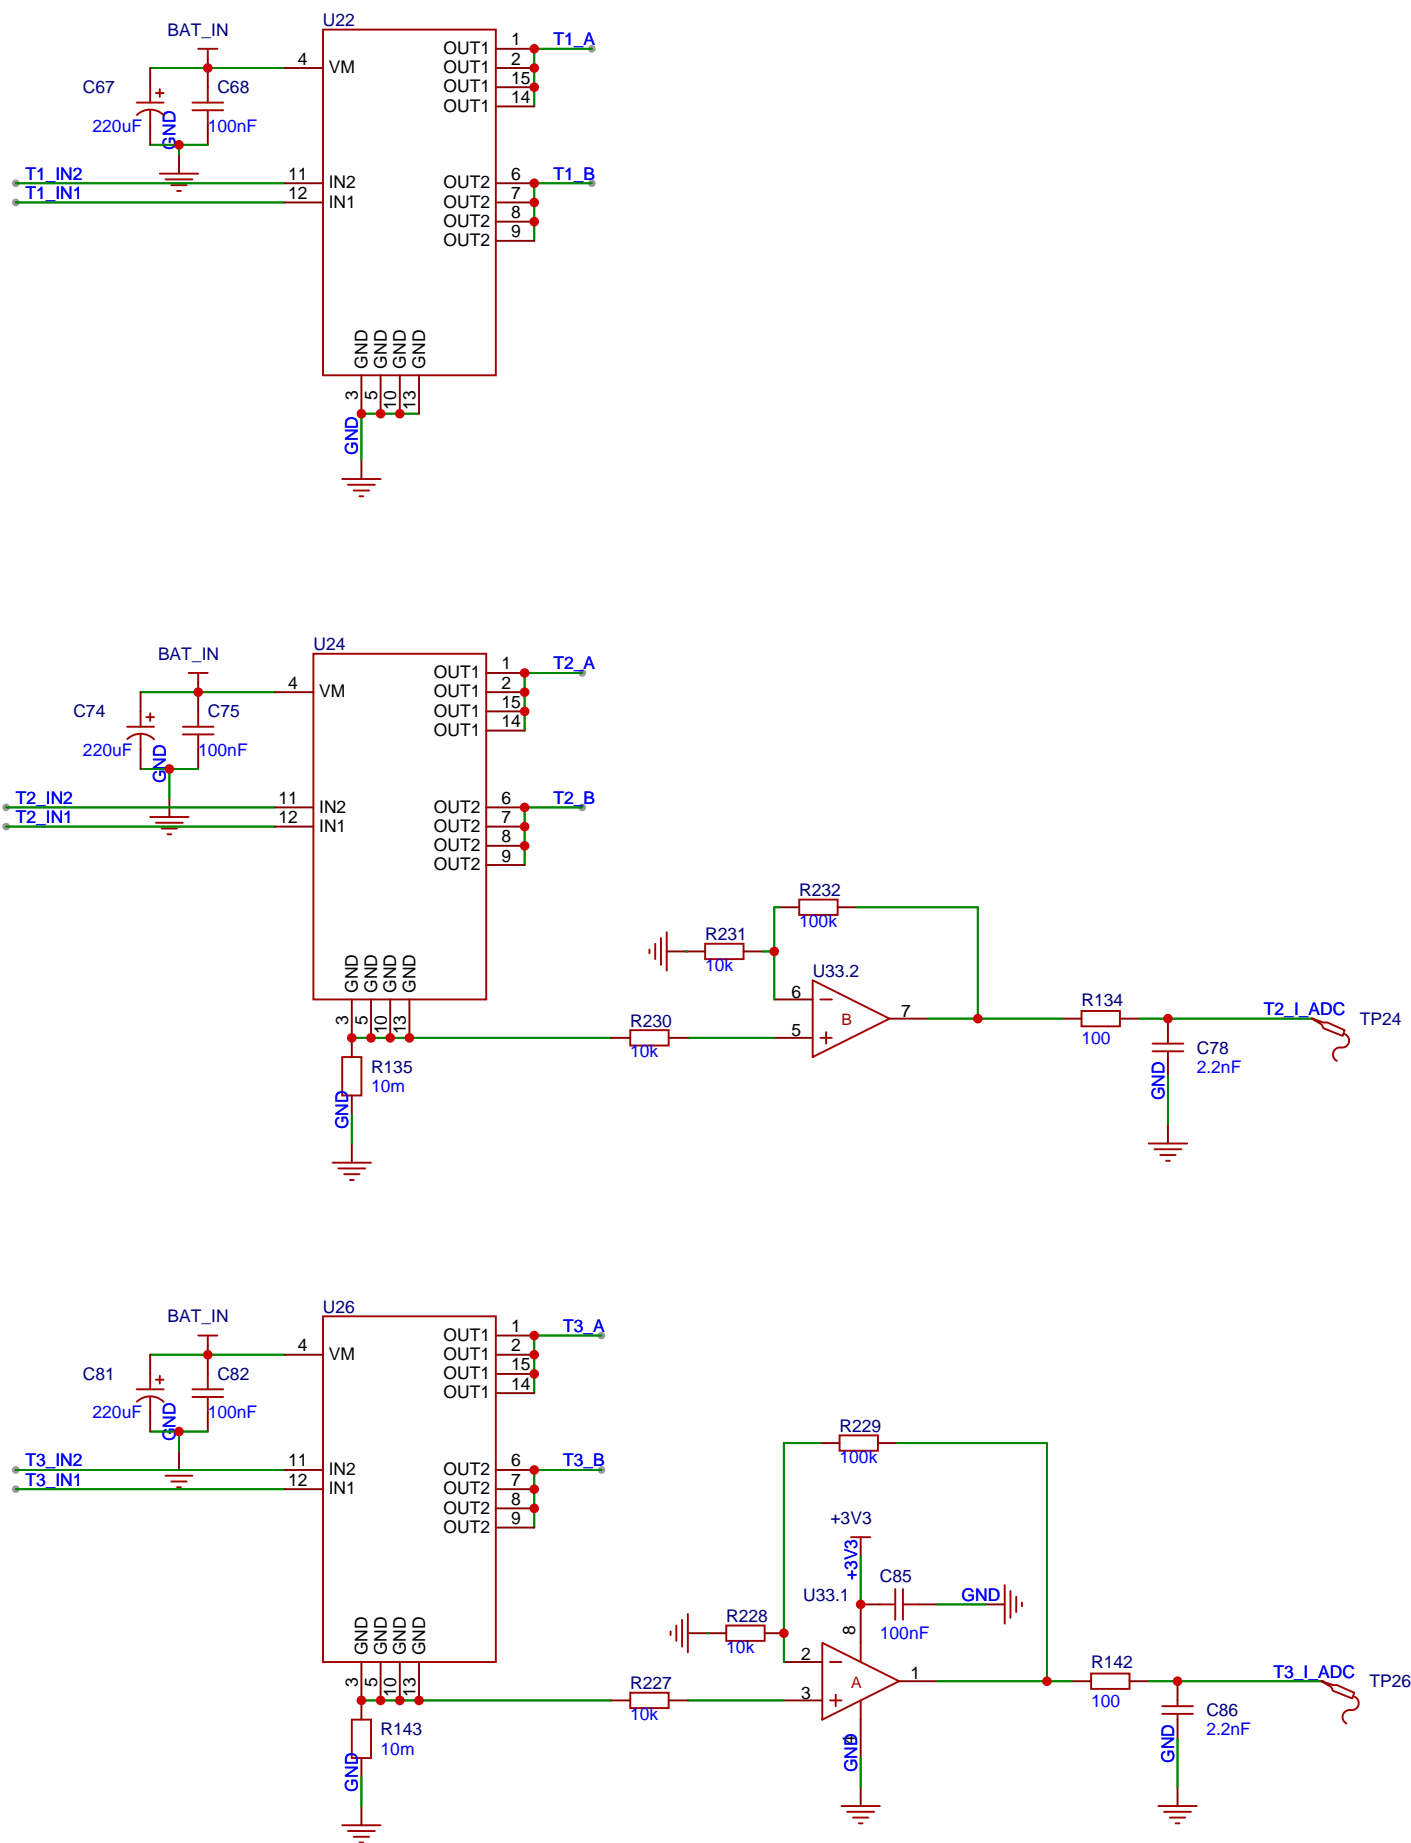 U22
BAT_IN
OUT1 1 T1_A
4 VM
OUT1 2
OUT1 15
OUT1 14
C67
+
C68
220uF
GND
100nF
T1_IN2
11 IN2
OUT2 6 T1_B
T1_IN1
12 IN1
OUT2 7
OUT2 8
OUT2 9
GND GND GND GND
3 5 10 13
GND
U24
BAT_IN
OUT1 1 T2_A
4 VM
OUT1 2
OUT1 15
OUT1 14
C74
+
C75
220uF
GND
100nF
T2_IN2
11 IN2
OUT2 6 T2_B
T2_IN1
12 IN1
OUT2 7
OUT2 8
OUT2 9
GND GND GND GND
3 5 10 13
R135
10m
GND
R230
10k
R231
10k
R232
100k
U33.2
6 −
5 +
B
7
R134
100
T2_I_ADC
TP24
C78
2.2nF
GND
U26
BAT_IN
OUT1 1 T3_A
4 VM
OUT1 2
OUT1 15
OUT1 14
C81
+
C82
220uF
GND
100nF
T3_IN2
11 IN2
OUT2 6 T3_B
T3_IN1
12 IN1
OUT2 7
OUT2 8
OUT2 9
GND GND GND GND
3 5 10 13
R143
10m
GND
R227
10k
R228
10k
R229
100k
+3V3
+3V3
C85
100nF
GND
U33.1
8
2 −
3 +
A
1
4
GND
R142
100
T3_I_ADC
TP26
C86
2.2nF
GND